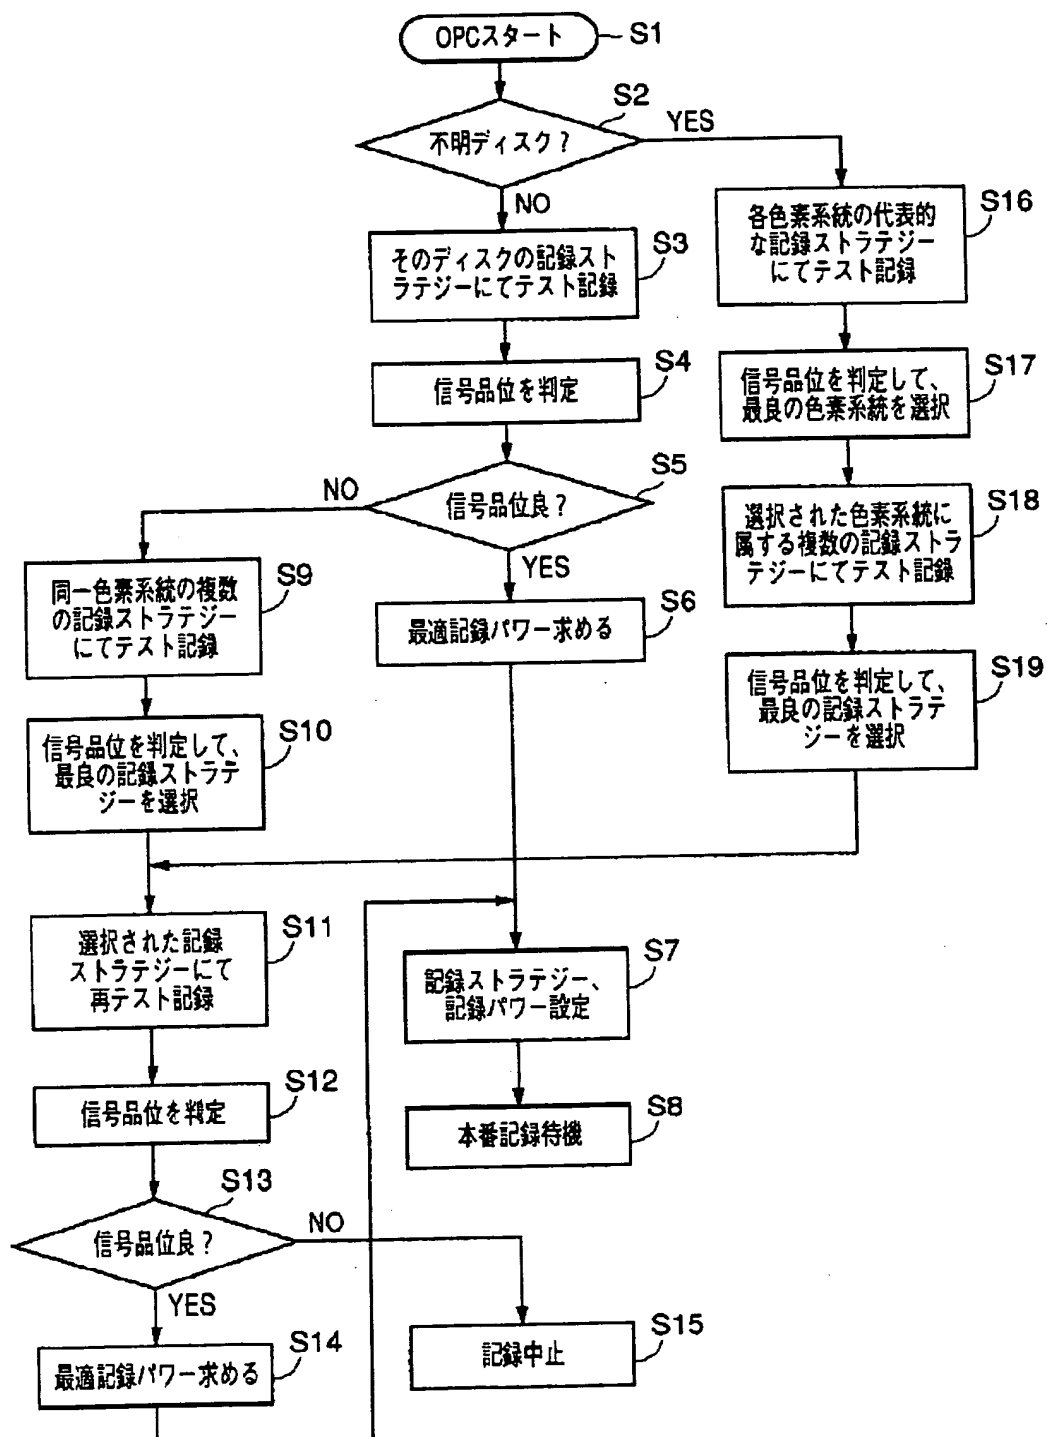 OPCスタート
S1
不明ディスク?
S2
YES
NO
そのディスクの記録スト
ラテジーにてテスト記録
S3
信号品位を判定
S4
信号品位良?
S5
NO
YES
最適記録パワー求める
S6
記録ストラテジー、
記録パワー設定
S7
本番記録待機
S8
同一色素系統の複数
の記録ストラテジー
にてテスト記録
S9
信号品位を判定して、
最良の記録ストラテ
ジーを選択
S10
選択された記録
ストラテジーにて
再テスト記録
S11
信号品位を判定
S12
信号品位良?
S13
NO
YES
最適記録パワー求める
S14
記録中止
S15
各色素系統の代表的
な記録ストラテジー
にてテスト記録
S16
信号品位を判定して、
最良の色素系統を選択
S17
選択された色素系統に
属する複数の記録ストラ
テジーにてテスト記録
S18
信号品位を判定して、
最良の記録ストラテ
ジーを選択
S19